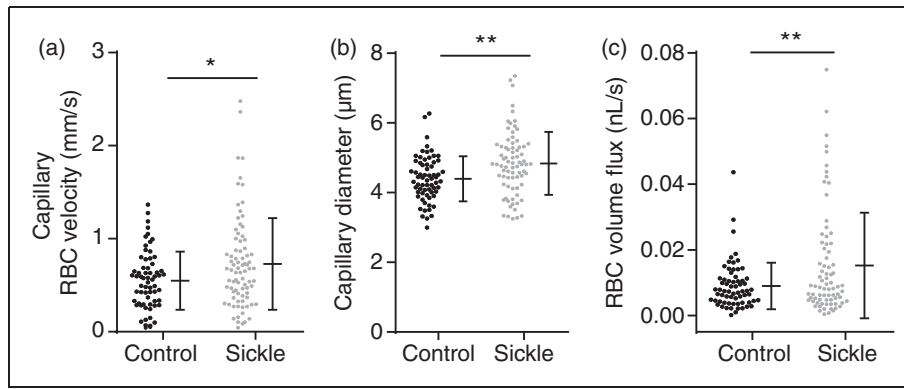 (a)
Capillary
RBC velocity (mm/s)
3
2
1
0
*
Control
Sickle
(b)
Capillary diameter (µm)
8
6
4
2
0
**
Control
Sickle
(c)
RBC volume flux (nL/s)
0.08
0.06
0.04
0.02
0.00
**
Control
Sickle